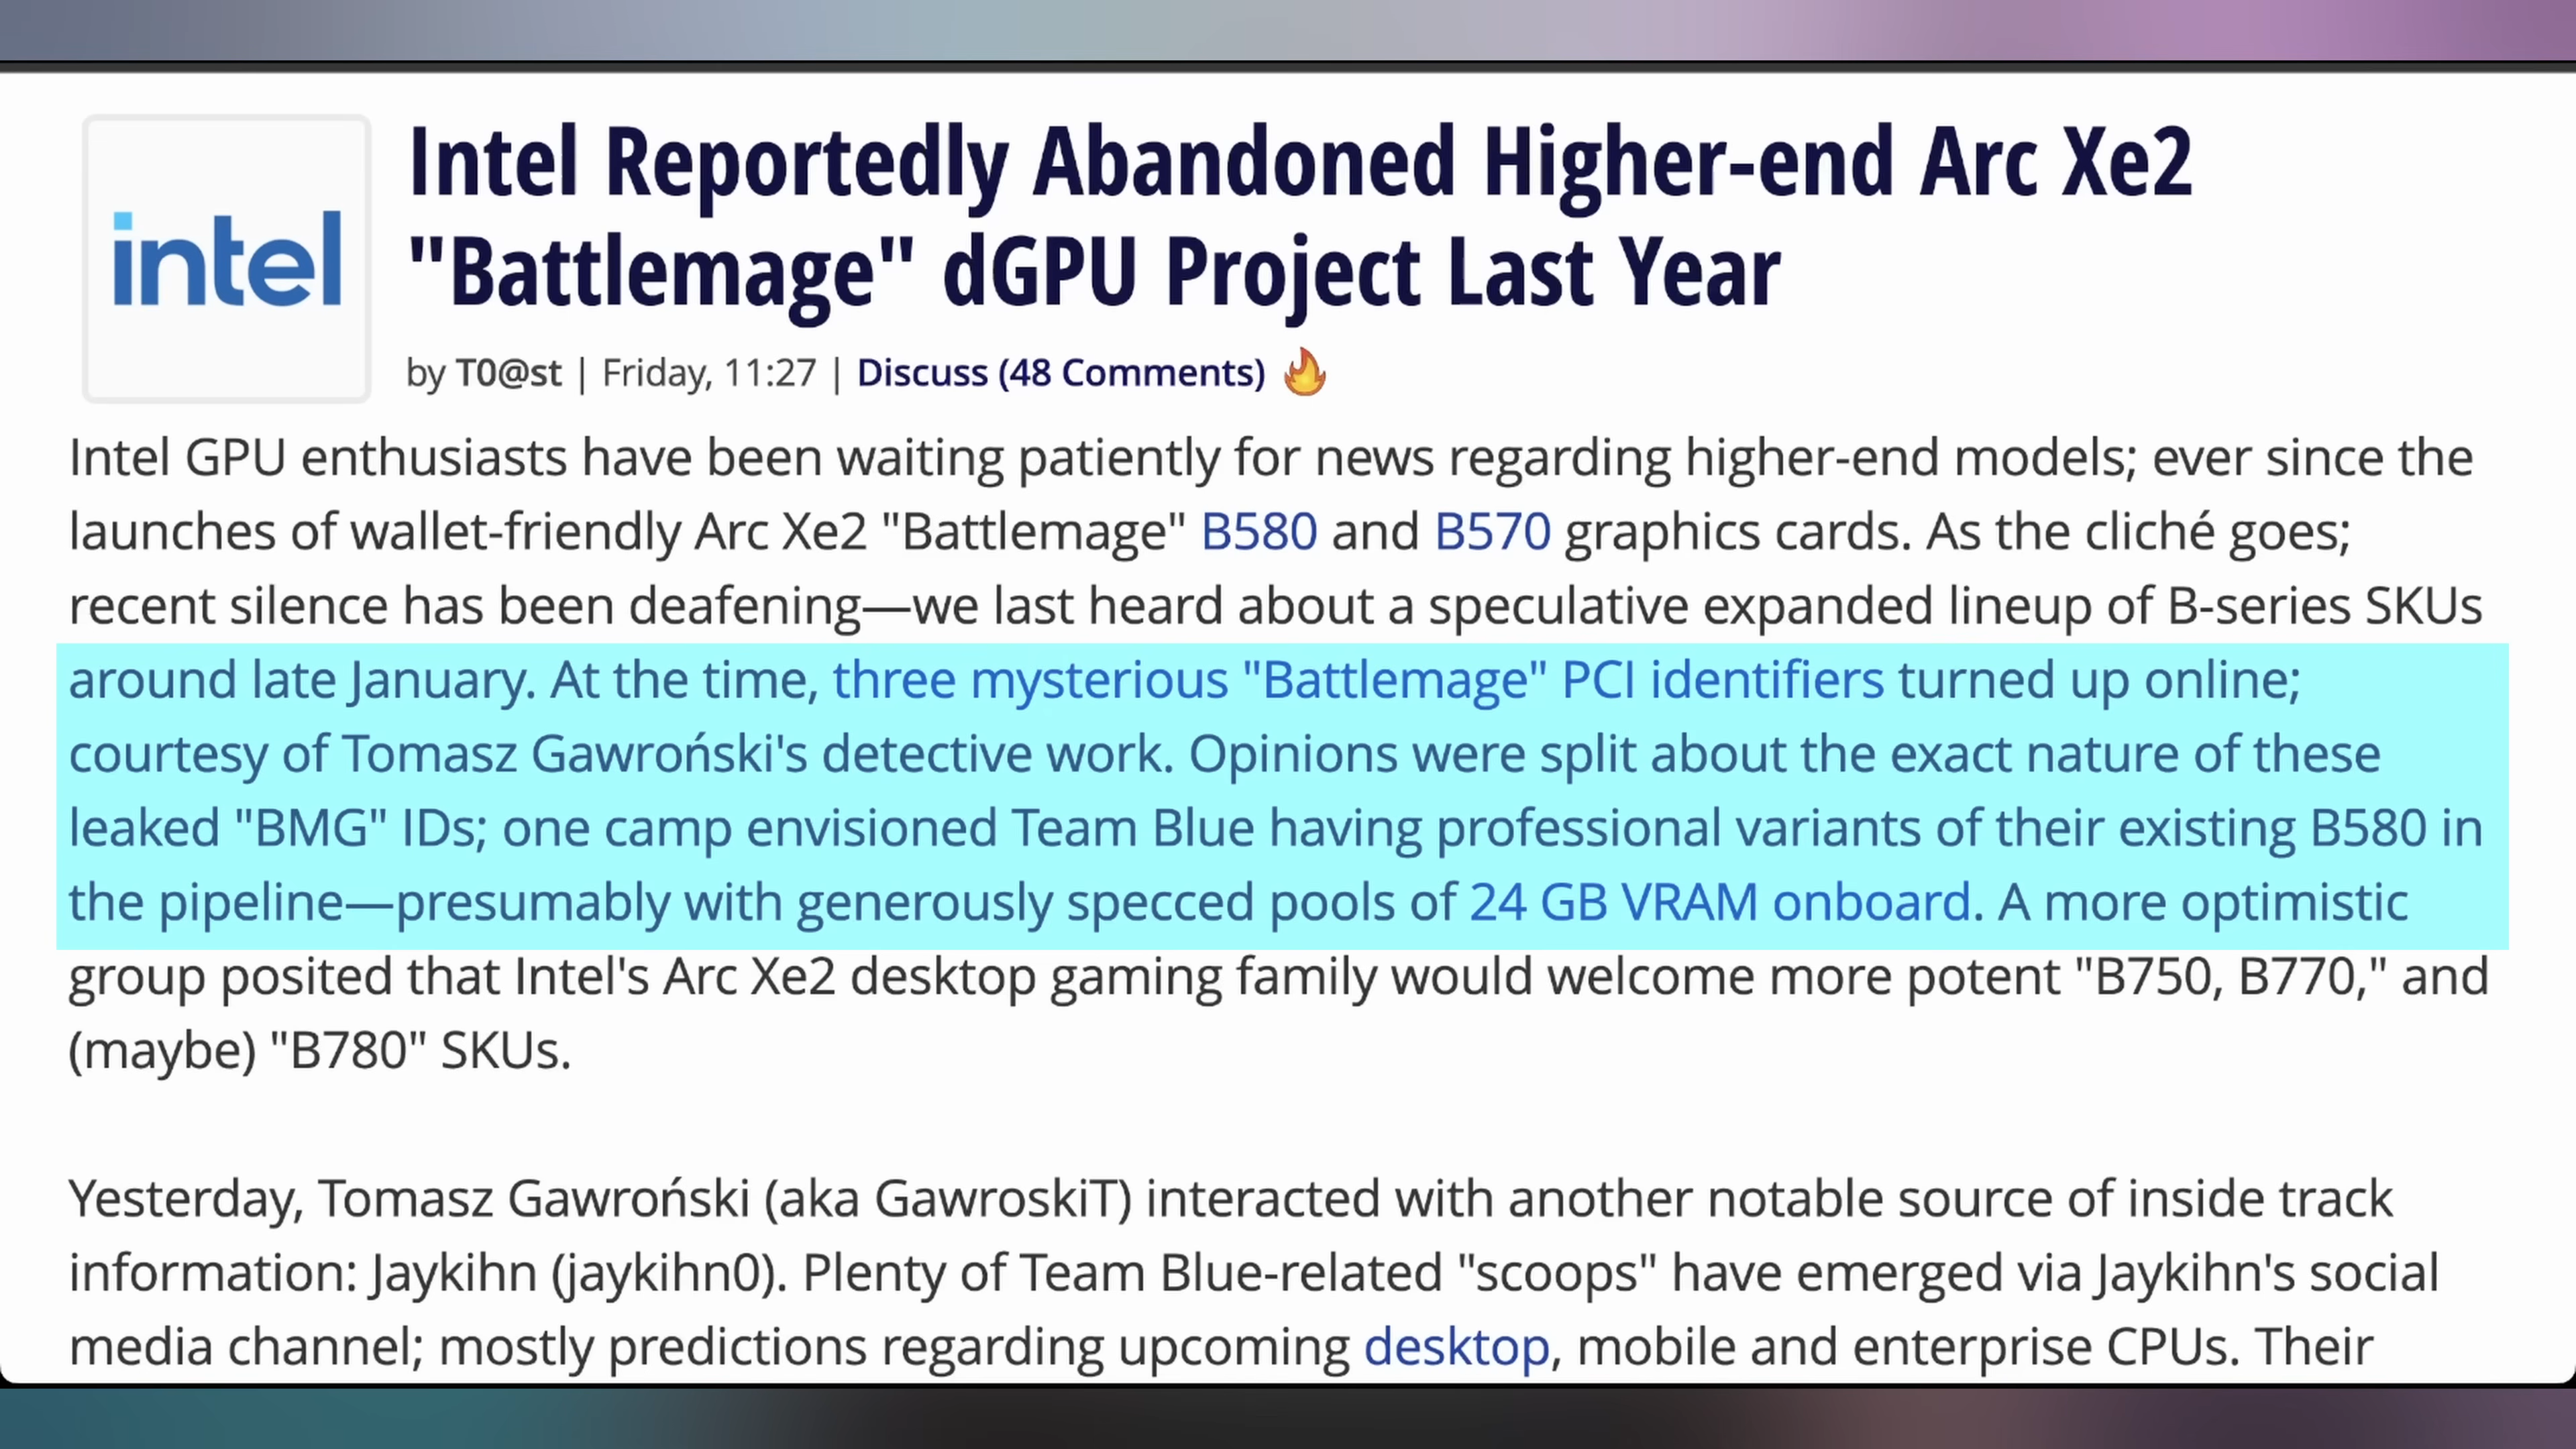 intel
Intel Reportedly Abandoned Higher-end Arc Xe2
"Battlemage" dGPU Project Last Year
by T0@st | Friday, 11:27 | Discuss (48 Comments)
Intel GPU enthusiasts have been waiting patiently for news regarding higher-end models; ever since the
launches of wallet-friendly Arc Xe2 "Battlemage" B580 and B570 graphics cards. As the cliché goes;
recent silence has been deafening—we last heard about a speculative expanded lineup of B-series SKUs
around late January. At the time, three mysterious "Battlemage" PCI identifiers turned up online;
courtesy of Tomasz Gawroński's detective work. Opinions were split about the exact nature of these
leaked "BMG" IDs; one camp envisioned Team Blue having professional variants of their existing B580 in
the pipeline—presumably with generously specced pools of 24 GB VRAM onboard. A more optimistic
group posited that Intel's Arc Xe2 desktop gaming family would welcome more potent "B750, B770," and
(maybe) "B780" SKUs.
Yesterday, Tomasz Gawroński (aka GawroskiT) interacted with another notable source of inside track
information: Jaykihn (jaykihn0). Plenty of Team Blue-related "scoops" have emerged via Jaykihn's social
media channel; mostly predictions regarding upcoming desktop, mobile and enterprise CPUs. Their